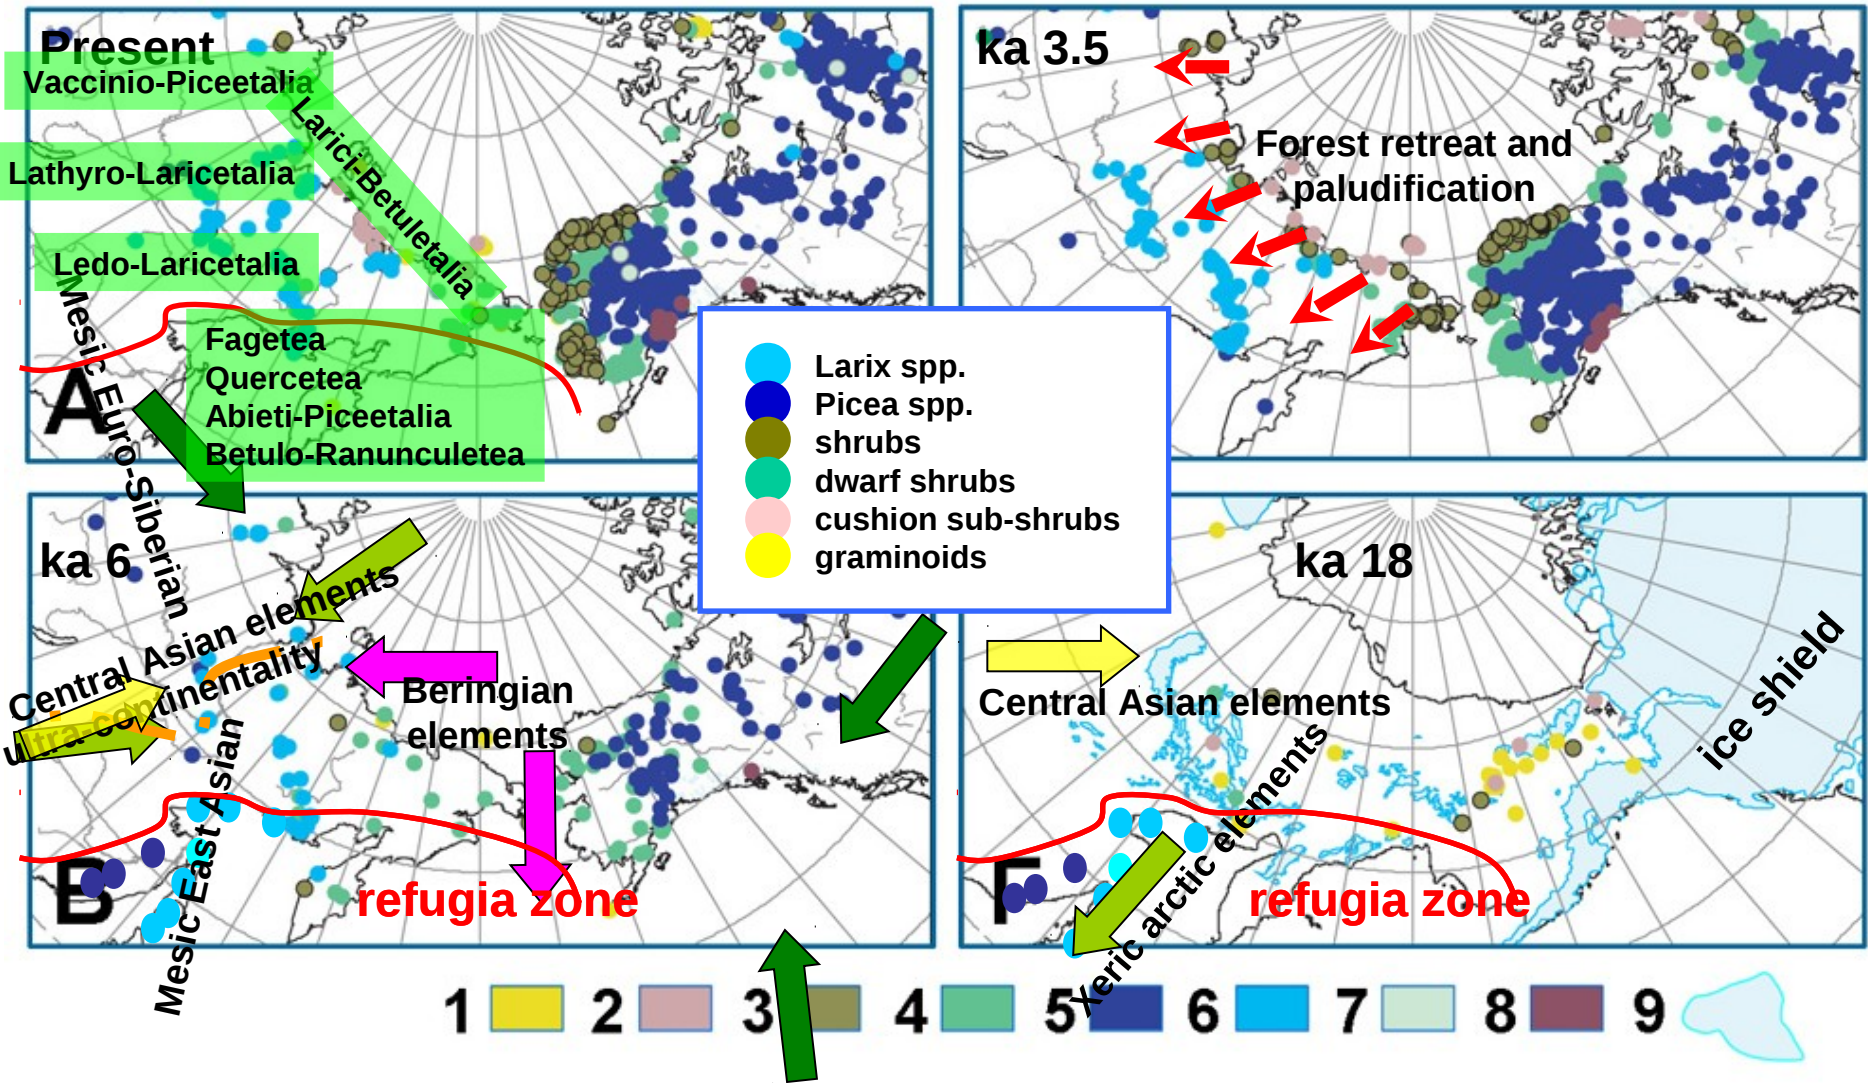 Present
Vaccinio-Piceetalia
Larici-Betuletalia
Lathyro-Laricetalia
Ledo-Laricetalia
Fagetea
Quercetea
Abieti-Piceetalia
Betulo-Ranunculetea
Mesic Euro-Siberian
A
ka 3.5
Forest retreat and
paludification
Larix spp.
Picea spp.
shrubs
dwarf shrubs
cushion sub-shrubs
graminoids
ka 6
Central Asian elements
ultra-continentality
Beringian
elements
Mesic East Asian
B
refugia zone
ka 18
ice shield
Central Asian elements
Xeric arctic elements
F
refugia zone
1 2 3 4 5 6 7 8 9